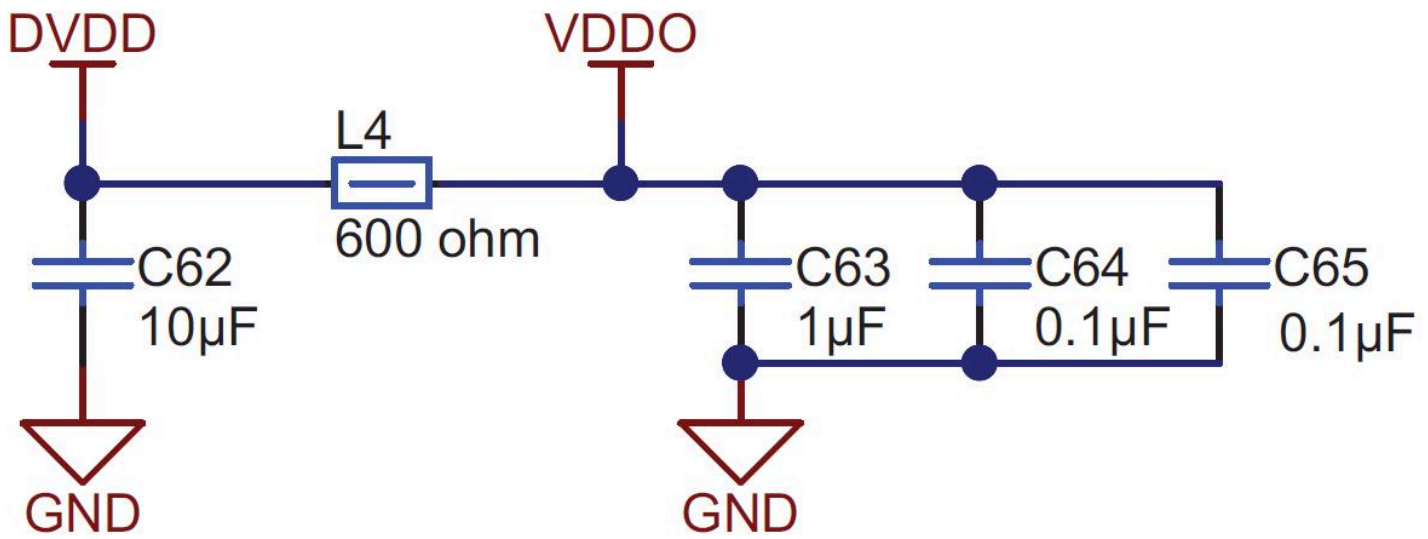 DVDD
VDDO
L4
600 ohm
C62
10µF
C63
1µF
C64
0.1µF
C65
0.1µF
GND
GND